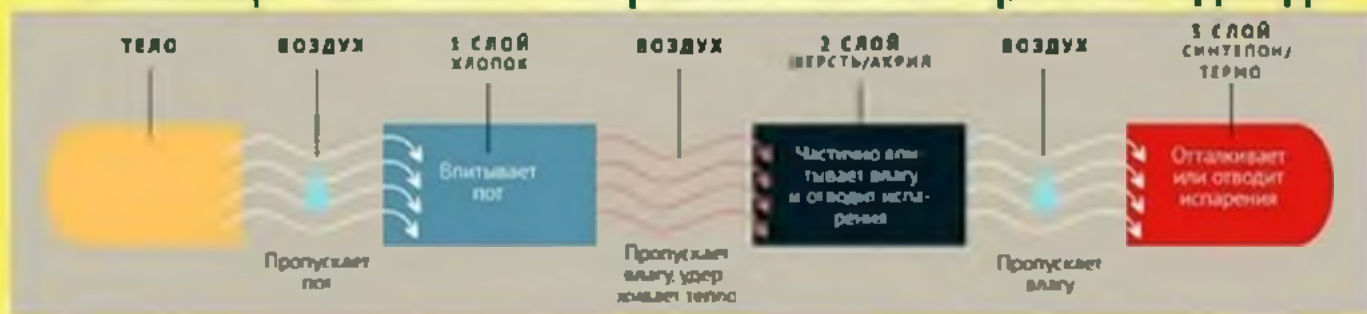 ТЕЛО
ВОЗДУХ
1 СЛОЙ
ХЛОПОК
ВОЗДУХ
2 СЛОЙ
ШЕРСТЬ/АКРИЛ
ВОЗДУХ
3 СЛОЙ
СИНТЕПОН/
ТЕРМО
Впитывает
пот
Частично впи-
тывает влагу
и отводит испа-
рения
Отталкивает
или отводит
испарения
Пропускает
пот
Пропускает
влагу, удер
живает тепло
Пропускает
влагу